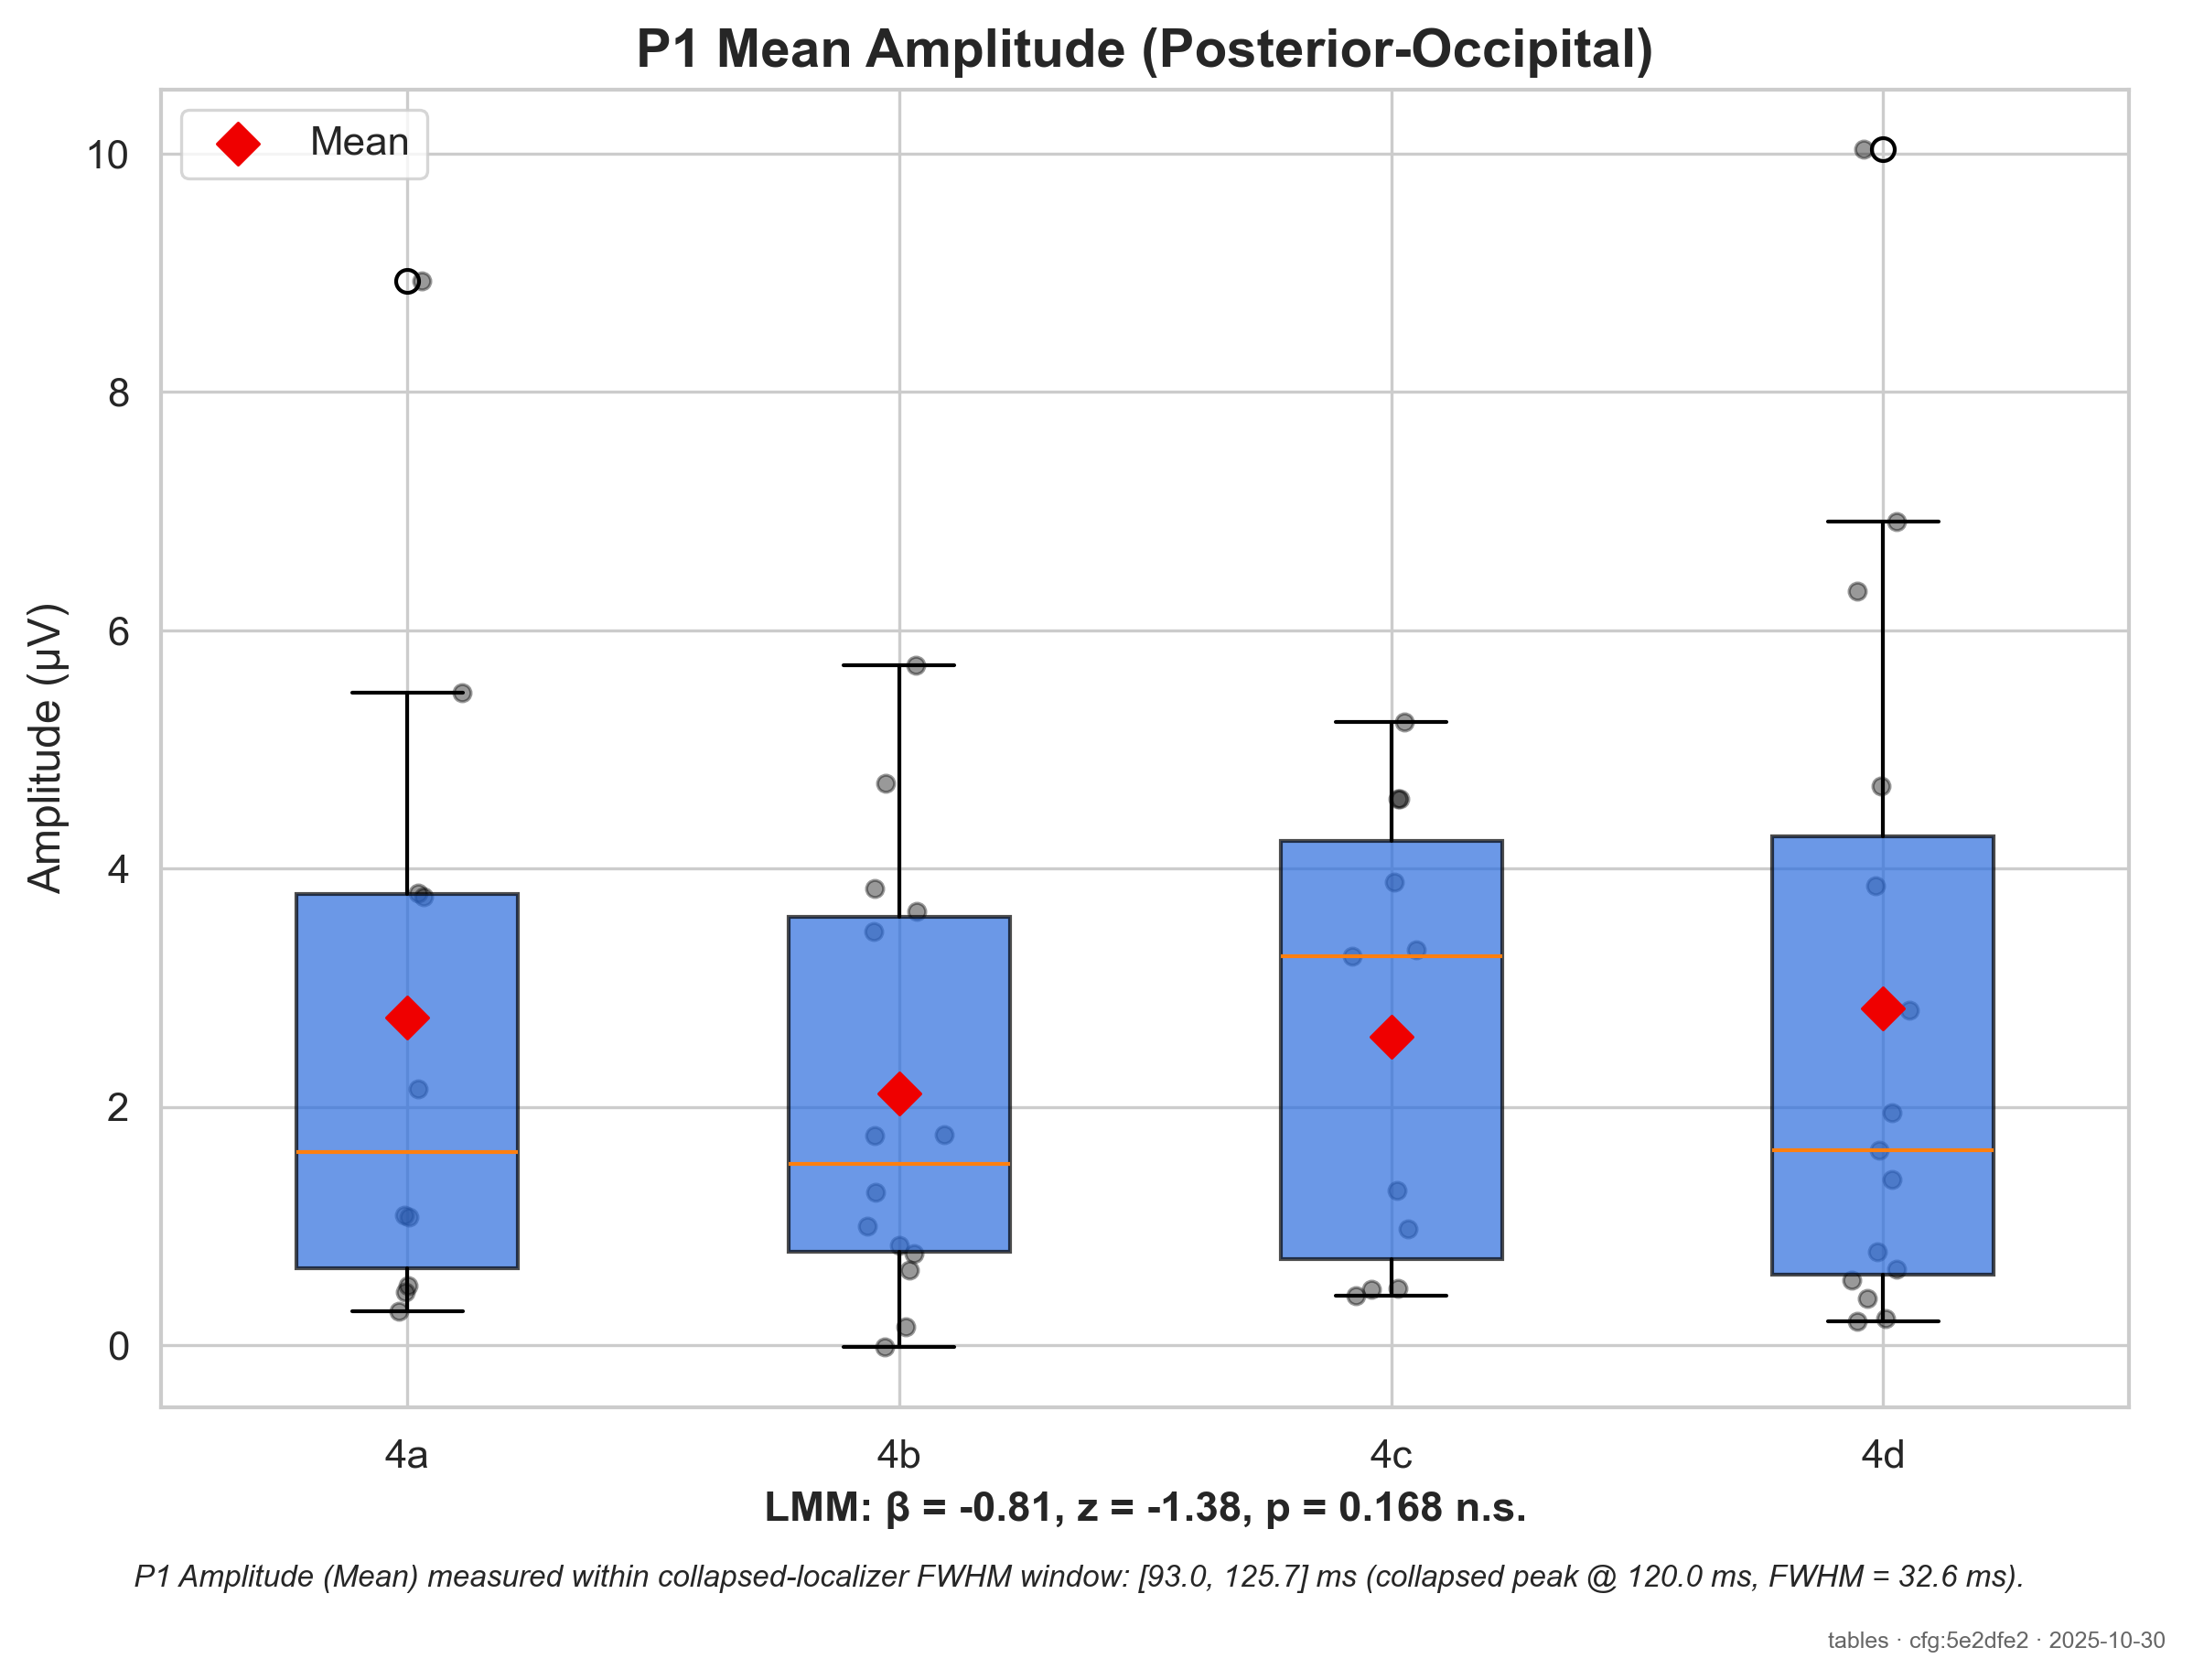 P1 Mean Amplitude (Posterior-Occipital)
Mean
10
8
6
4
2
0
Amplitude (µV)
4a
4b
4c
4d
LMM: β = -0.81, z = -1.38, p = 0.168 n.s.
P1 Amplitude (Mean) measured within collapsed-localizer FWHM window: [93.0, 125.7] ms (collapsed peak @ 120.0 ms, FWHM = 32.6 ms).
tables · cfg:5e2dfe2 · 2025-10-30